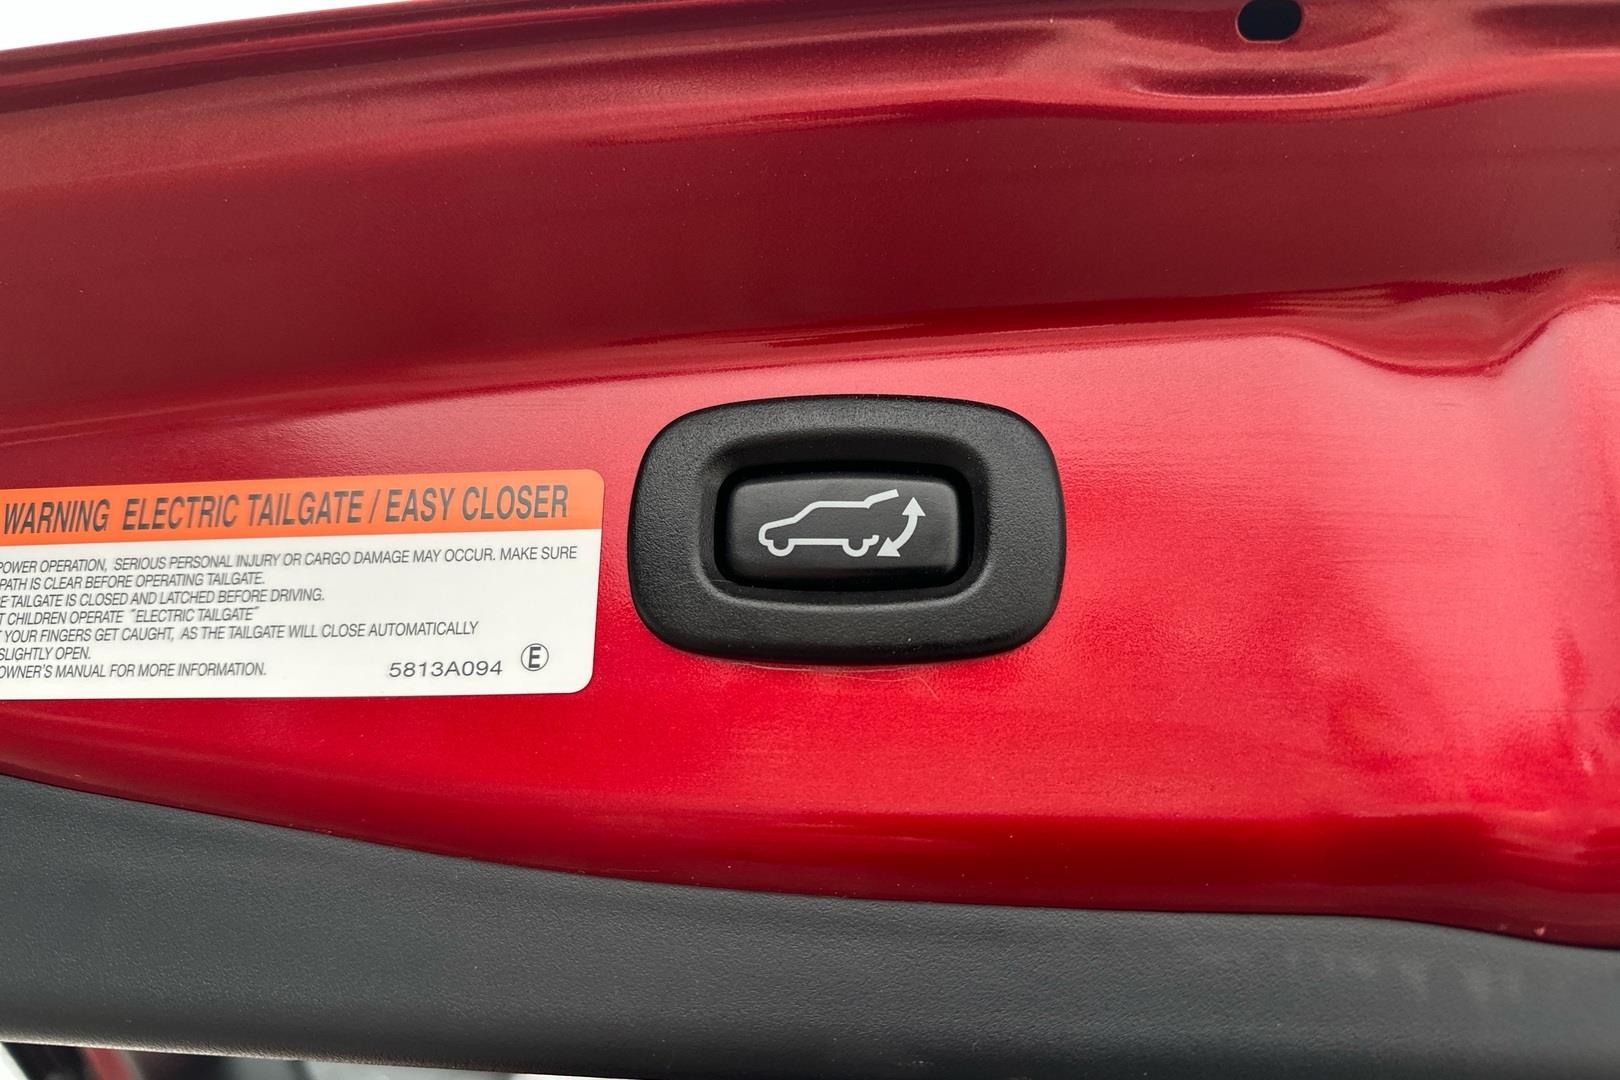 WARNING ELECTRIC TAILGATE / EASY CLOSER
POWER OPERATION, SERIOUS PERSONAL INJURY OR CARGO DAMAGE MAY OCCUR. MAKE SURE
PATH IS CLEAR BEFORE OPERATING TAILGATE.
TAILGATE IS CLOSED AND LATCHED BEFORE DRIVING.
CHILDREN OPERATE "ELECTRIC TAILGATE"
YOUR FINGERS GET CAUGHT, AS THE TAILGATE WILL CLOSE AUTOMATICALLY
SLIGHTLY OPEN.
OWNER'S MANUAL FOR MORE INFORMATION.
5813A094 E